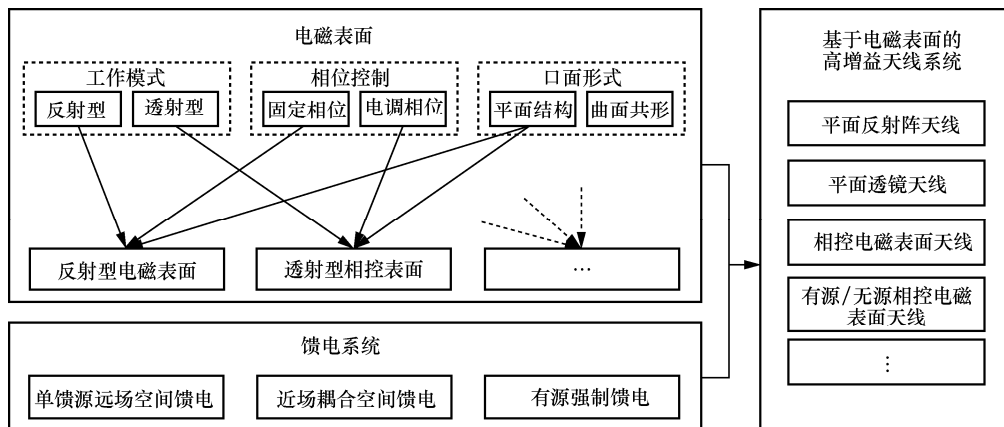 电磁表面
工作模式
反射型
透射型
相位控制
固定相位
电调相位
口面形式
平面结构
曲面共形
反射型电磁表面
透射型相控表面
…
馈电系统
单馈源远场空间馈电
近场耦合空间馈电
有源强制馈电
基于电磁表面的
高增益天线系统
平面反射阵天线
平面透镜天线
相控电磁表面天线
有源/无源相控电磁
表面天线
⋮